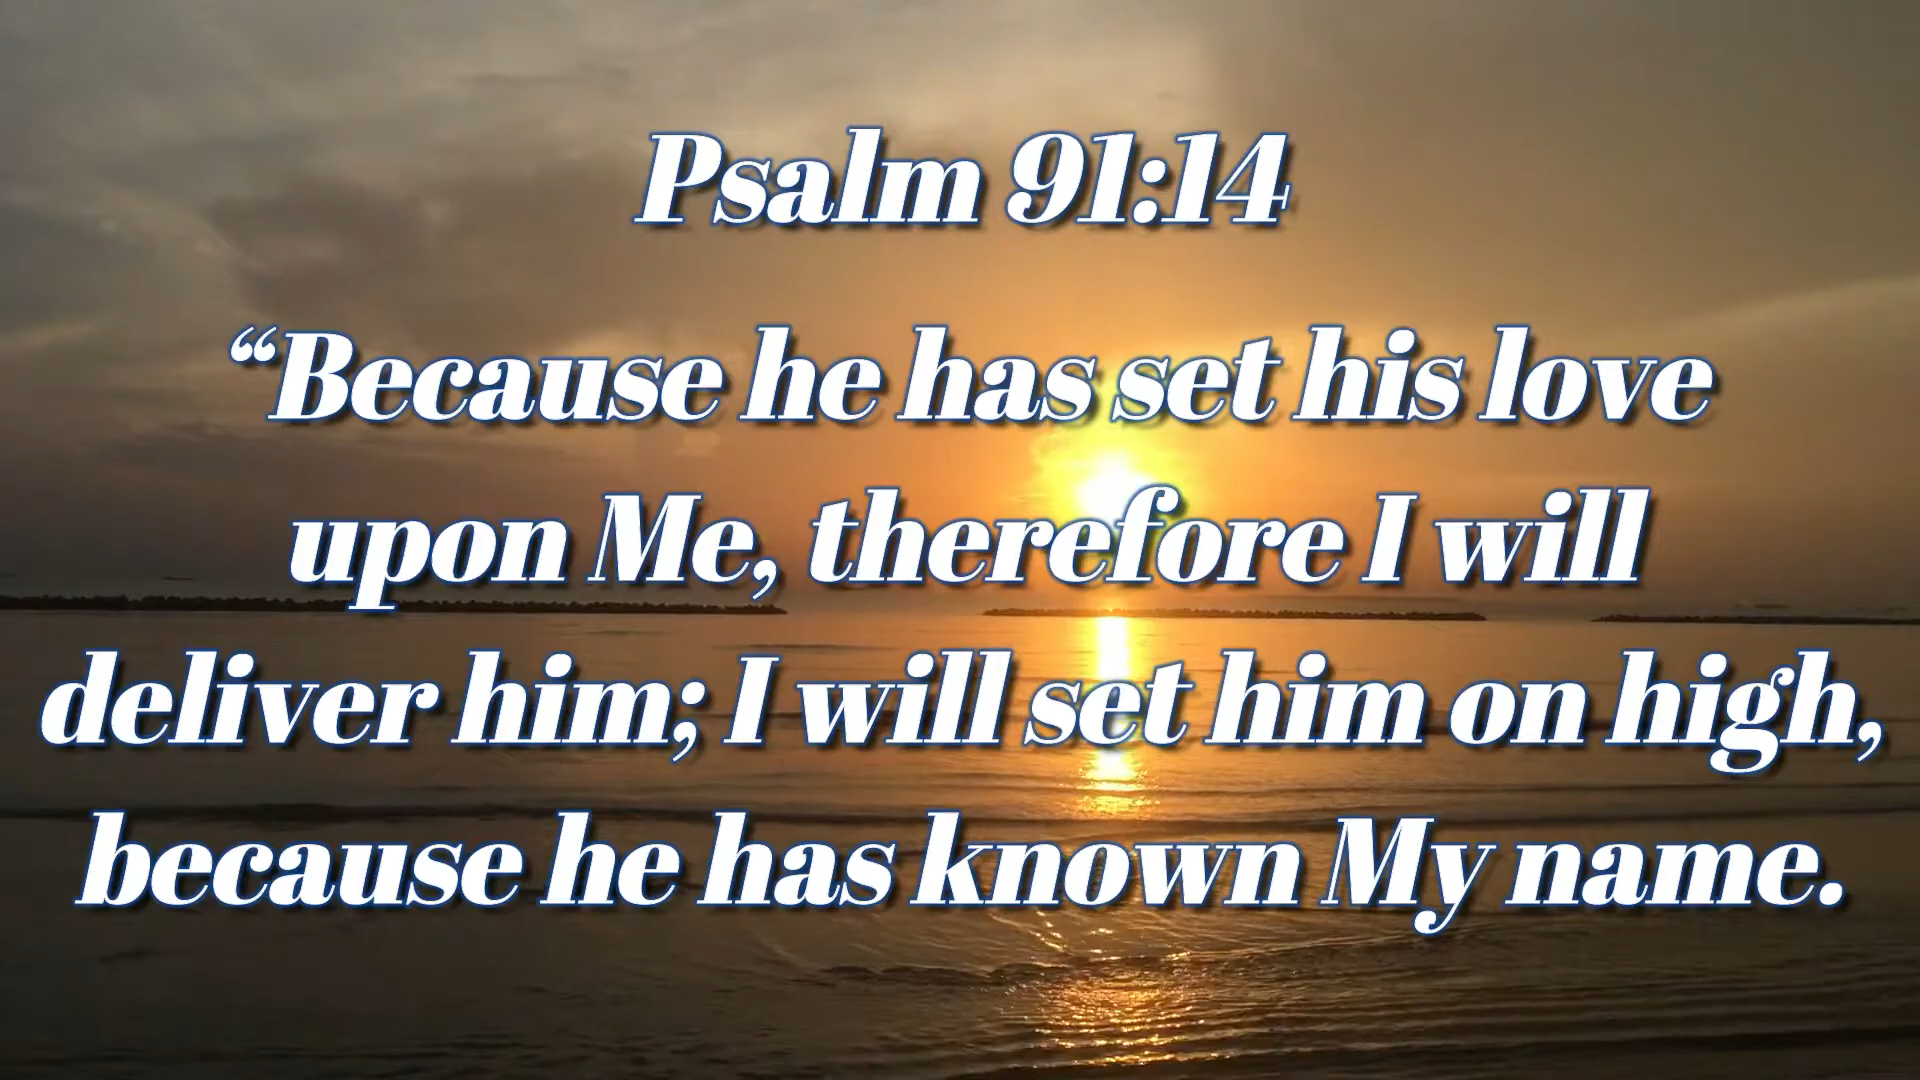 Psalm 91:14
“Because he has set his love
upon Me, therefore I will
deliver him; I will set him on high,
because he has known My name.